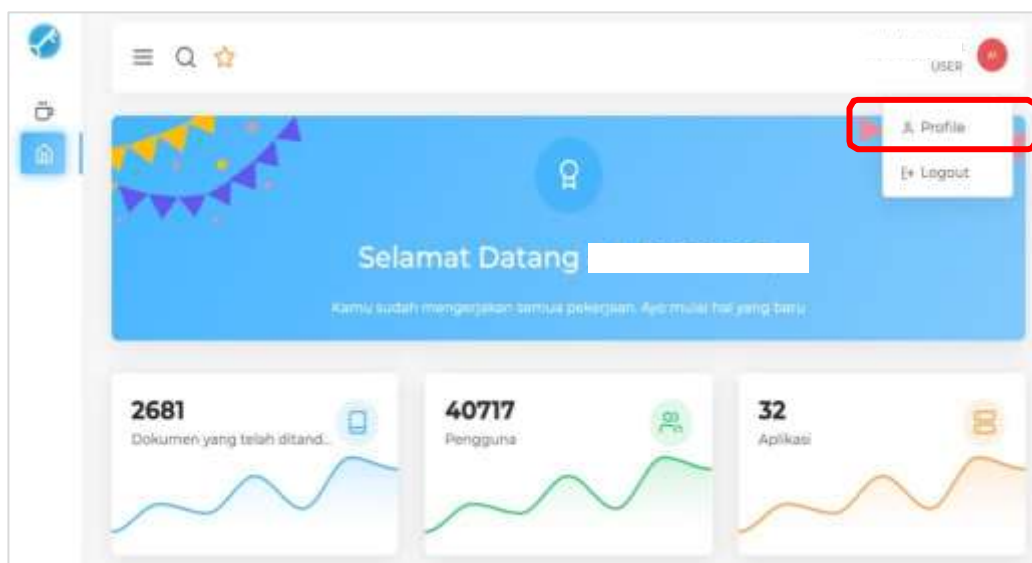 USER
Profile
Logout
Selamat Datang
Kamu sudah mengerjakan semua pekerjaan. Ayo mulai hal yang baru
2681
Dokumen yang telah ditand..
40717
Pengguna
32
Aplikasi